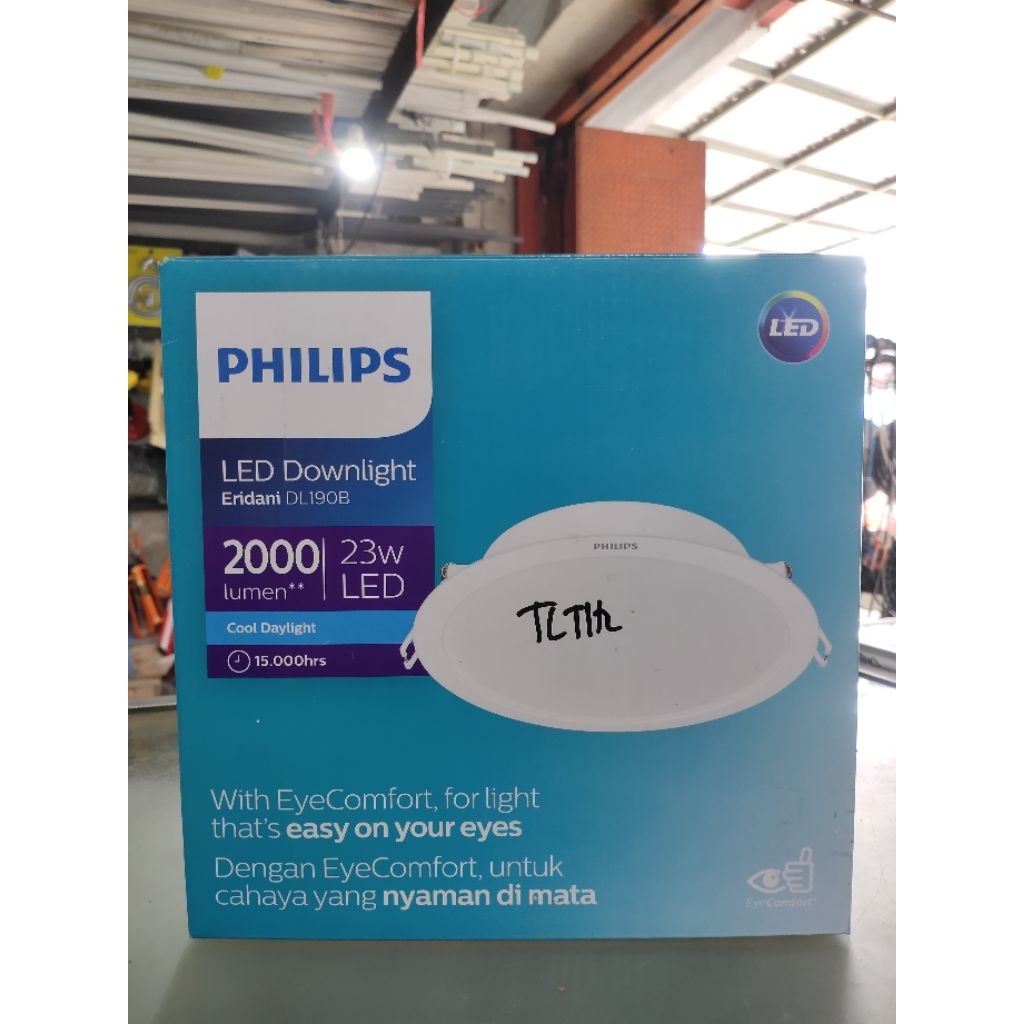 PHILIPS
LED
LED Downlight
Eridani DL190B
2000
lumen**
23w
LED
Cool Daylight
15.000hrs
PHILIPS
With EyeComfort, for light
that's easy on your eyes
Dengan EyeComfort, untuk
cahaya yang nyaman di mata
EyeComfort™